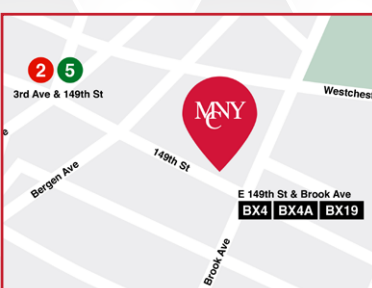 2 5
3rd Ave & 149th St
Westchest
MCNY
e
149th St
Bergen Ave
E 149th St & Brook Ave
BX4 BX4A BX19
Brook Ave